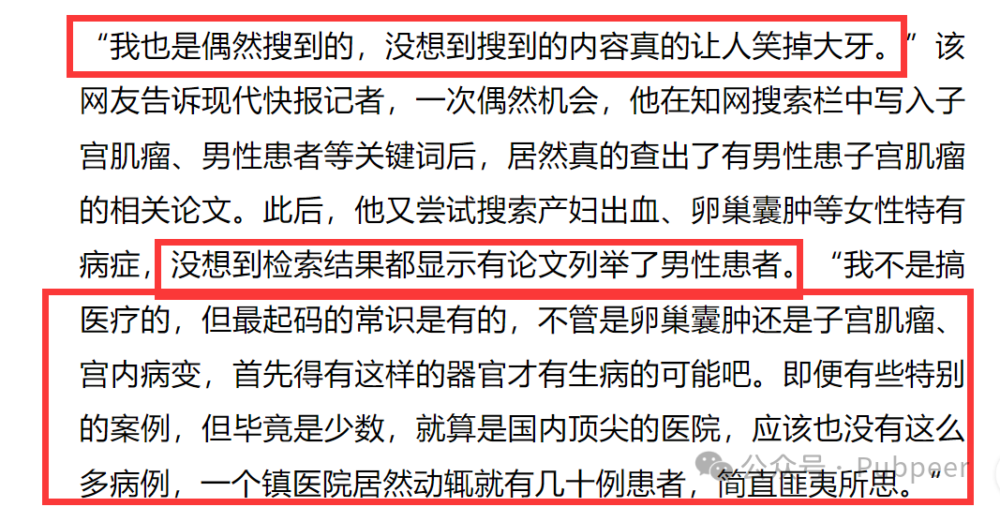 “我也是偶然搜到的，没想到搜到的内容真的让人笑掉大牙。”该
网友告诉现代快报记者，一次偶然机会，他在知网搜索栏中写入子
宫肌瘤、男性患者等关键词后，居然真的查出了有男性患子宫肌瘤
的相关论文。此后，他又尝试搜索产妇出血、卵巢囊肿等女性特有
病症，没想到检索结果都显示有论文列举了男性患者。“我不是搞
医疗的，但最起码的常识是有的，不管是卵巢囊肿还是子宫肌瘤、
宫内病变，首先得有这样的器官才有生病的可能吧。即便有些特别
的案例，但毕竟是少数，就算是国内顶尖的医院，应该也没有这么
多病例，一个镇医院居然动辄就有几十例患者，简直匪夷所思。“
公众号 · Pubpeer